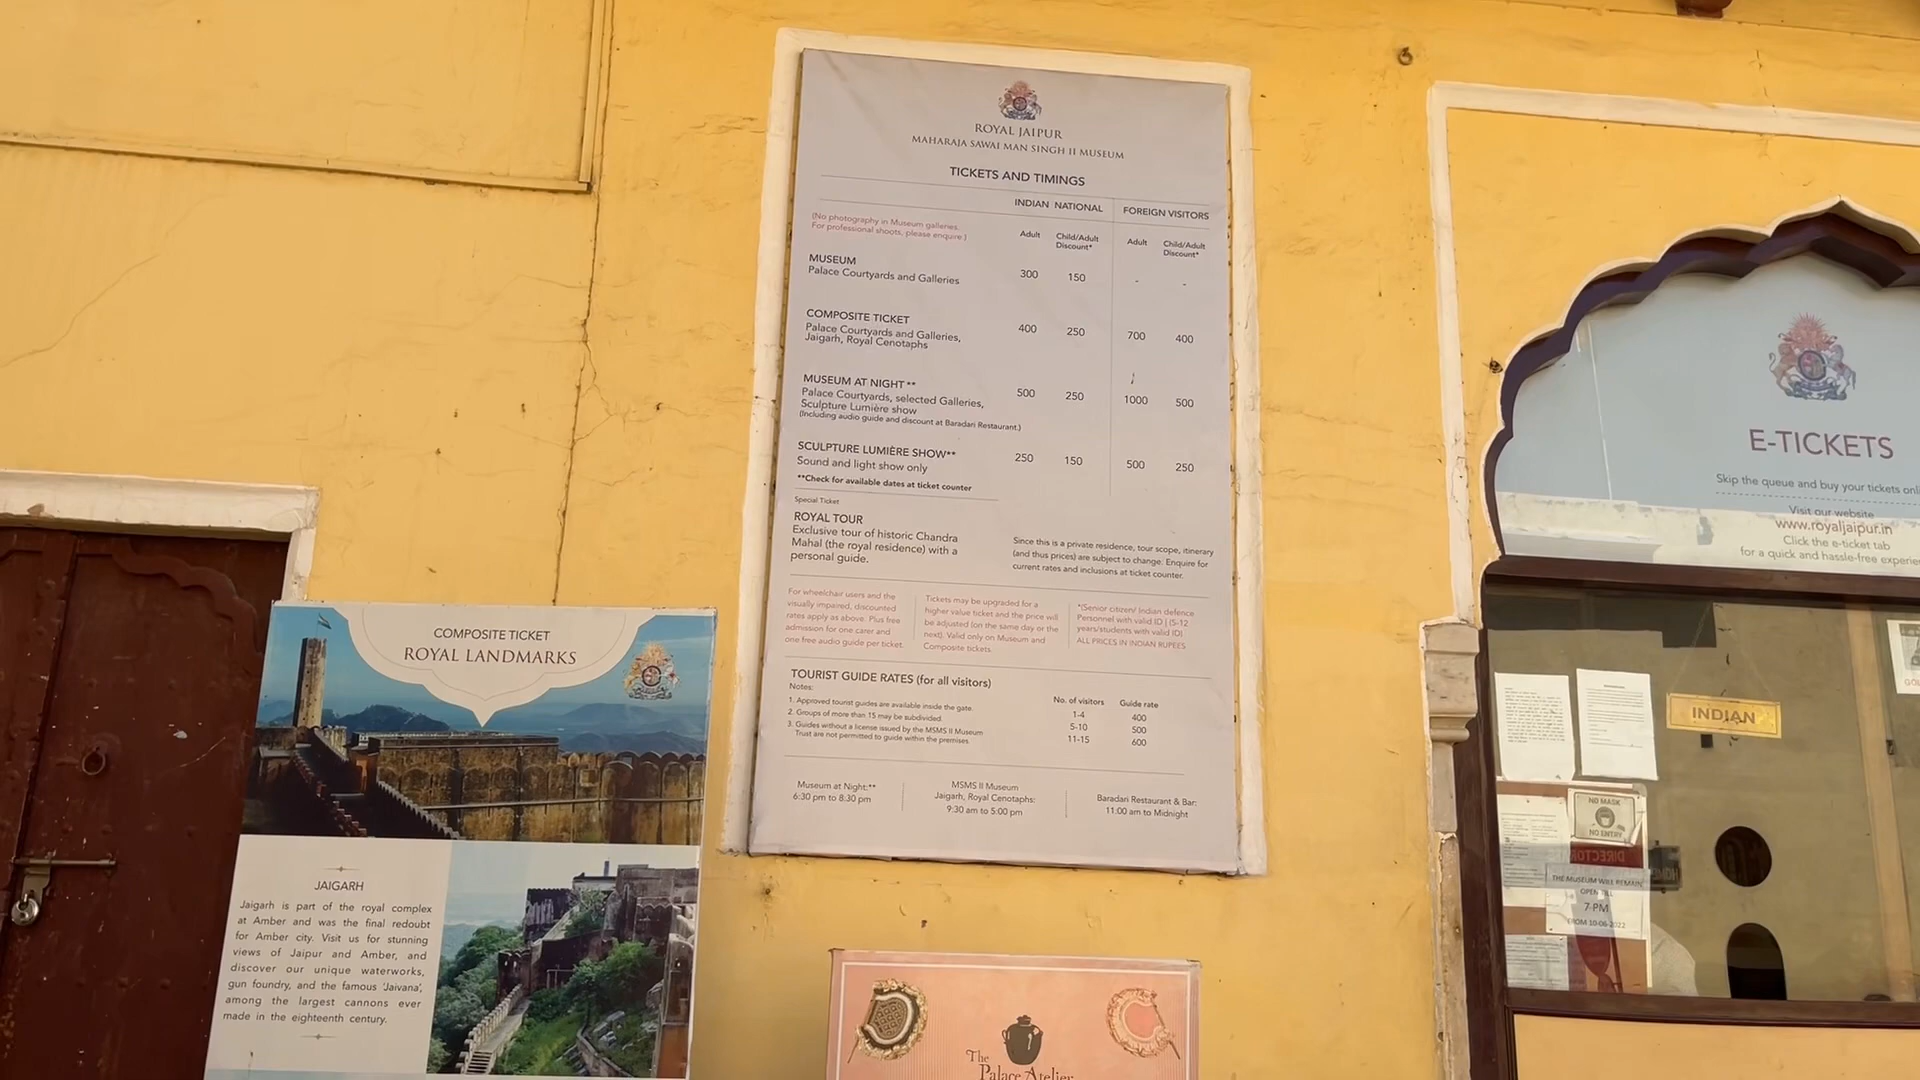 ROYAL JAIPUR
MAHARAJA SAWAI MAN SINGH II MUSEUM
TICKETS AND TIMINGS
INDIAN NATIONAL FOREIGN VISITORS
(No photography in Museum galleries.
For professional shoots, please enquire )
Adult Child/Adult Discount* Adult Child/Adult Discount*
MUSEUM
Palace Courtyards and Galleries
300 150 - -
COMPOSITE TICKET
Palace Courtyards and Galleries,
Jaigarh, Royal Cenotaphs
400 250 700 400
MUSEUM AT NIGHT **
Palace Courtyards, selected Galleries,
Sculpture Lumière show
(Including audio guide and discount at Baradari Restaurant.)
500 250 1000 500
SCULPTURE LUMIÈRE SHOW**
Sound and light show only
250 150 500 250
**Check for available dates at ticket counter
Special Ticket
ROYAL TOUR
Exclusive tour of historic Chandra
Mahal (the royal residence) with a
personal guide.
Since this is a private residence, tour scope, itinerary
(and thus prices) are subject to change. Enquire for
current rates and inclusions at ticket counter.
For wheelchair users and the
visually impaired, discounted
rates apply as above. Plus free
admission for one carer and
one free audio guide per ticket.
Tickets may be upgraded for a
higher value ticket and the price will
be adjusted (on the same day or the
next). Valid only on Museum and
Composite tickets.
*(Senior citizen/ Indian defence
Personnel with valid ID | (5-12
years/students with valid ID)
ALL PRICES IN INDIAN RUPEES
TOURIST GUIDE RATES (for all visitors)
Notes:
1. Approved tourist guides are available inside the gate.
2. Groups of more than 15 may be subdivided.
3. Guides without a license issued by the MSMS II Museum
Trust are not permitted to guide within the premises.
No. of visitors Guide rate
1-4 400
5-10 500
11-15 600
Museum at Night:**
6:30 pm to 8:30 pm
MSMS II Museum
Jaigarh, Royal Cenotaphs:
9:30 am to 5:00 pm
Baradari Restaurant & Bar:
11:00 am to Midnight
COMPOSITE TICKET
ROYAL LANDMARKS
JAIGARH
Jaigarh is part of the royal complex
at Amber and was the final redoubt
for Amber city. Visit us for stunning
views of Jaipur and Amber, and
discover our unique waterworks,
gun foundry, and the famous 'Jaivana',
among the largest cannons ever
made in the eighteenth century.
The
Palace Atelier
E-TICKETS
Skip the queue and buy your tickets
Visit our website
www.royaljaipur.in
Click the e-ticket tab
for a quick and hassle-free
INDIAN
NO MASK
NO ENTRY
THE MUSEUM WILL REMAIN
OPEN TILL
7 PM
FROM 10-06-2022